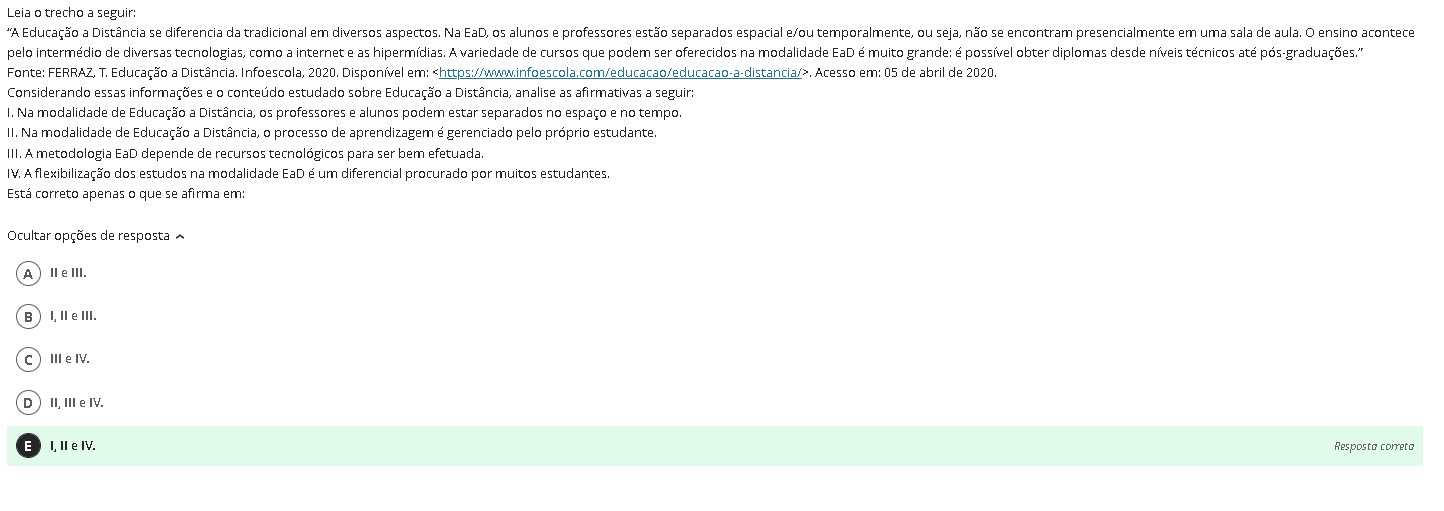 Leia o trecho a seguir:
“A Educação a Distância se diferencia da tradicional em diversos aspectos. Na EaD, os alunos e professores estão separados espacial e/ou temporalmente, ou seja, não se encontram presencialmente em uma sala de aula. O ensino acontece
pelo intermédio de diversas tecnologias, como a internet e as hipermídias. A variedade de cursos que podem ser oferecidos na modalidade EaD é muito grande: é possível obter diplomas desde níveis técnicos até pós-graduações.”
Fonte: FERRAZ, T. Educação a Distância. Infoescola, 2020. Disponível em: <https://www.infoescola.com/educacao/educacao-a-distancia/>. Acesso em: 05 de abril de 2020.
Considerando essas informações e o conteúdo estudado sobre Educação a Distância, analise as afirmativas a seguir:
I. Na modalidade de Educação a Distância, os professores e alunos podem estar separados no espaço e no tempo.
II. Na modalidade de Educação a Distância, o processo de aprendizagem é gerenciado pelo próprio estudante.
III. A metodologia EaD depende de recursos tecnológicos para ser bem efetuada.
IV. A flexibilização dos estudos na modalidade EaD é um diferencial procurado por muitos estudantes.
Está correto apenas o que se afirma em:
Ocultar opções de resposta
A II e III.
B I, II e III.
C III e IV.
D II, III e IV.
E I, II e IV. Resposta correta